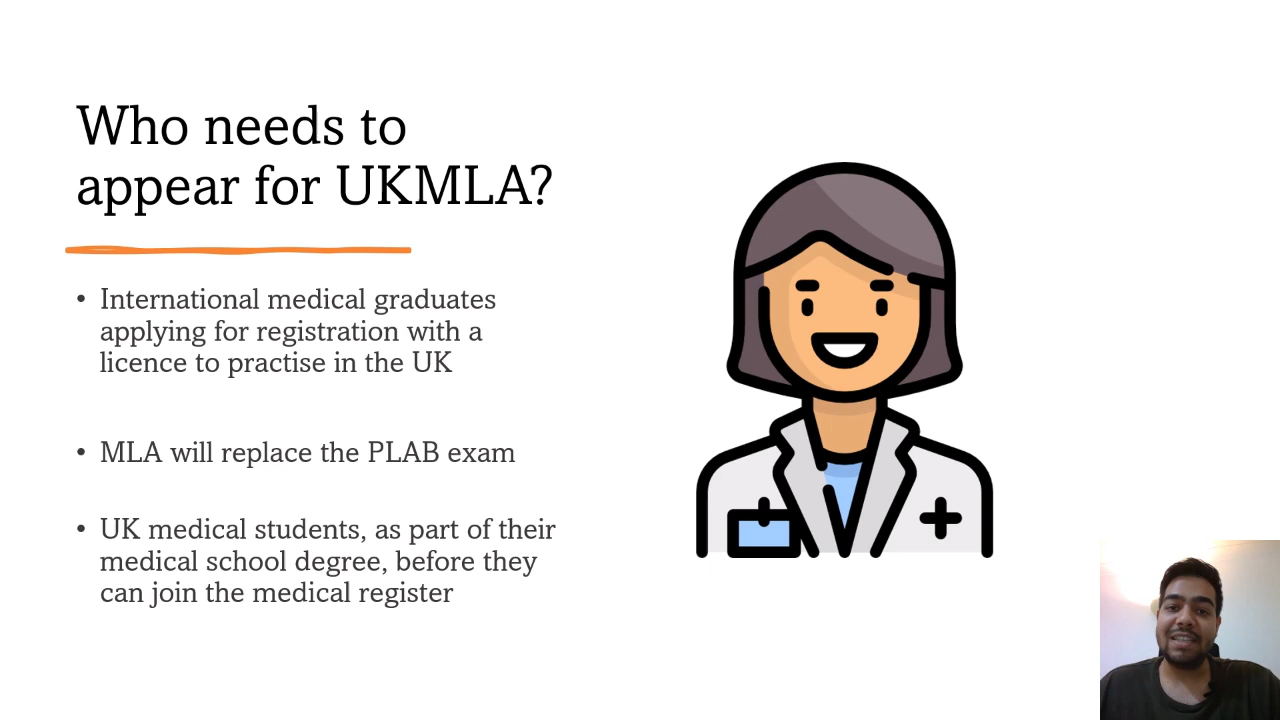 Who needs to
appear for UKMLA?
• International medical graduates
applying for registration with a
licence to practise in the UK
• MLA will replace the PLAB exam
• UK medical students, as part of their
medical school degree, before they
can join the medical register